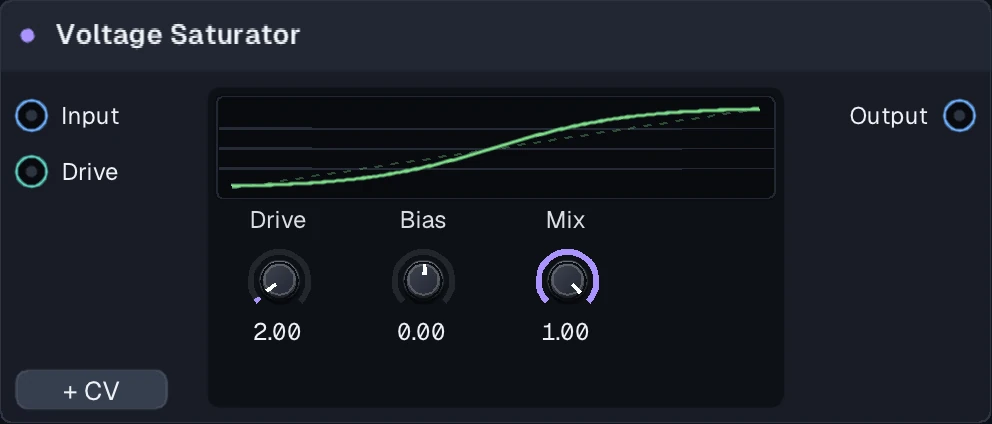 Voltage Saturator
Input
Output
Drive
Drive Bias Mix
2.00 0.00 1.00
+ CV